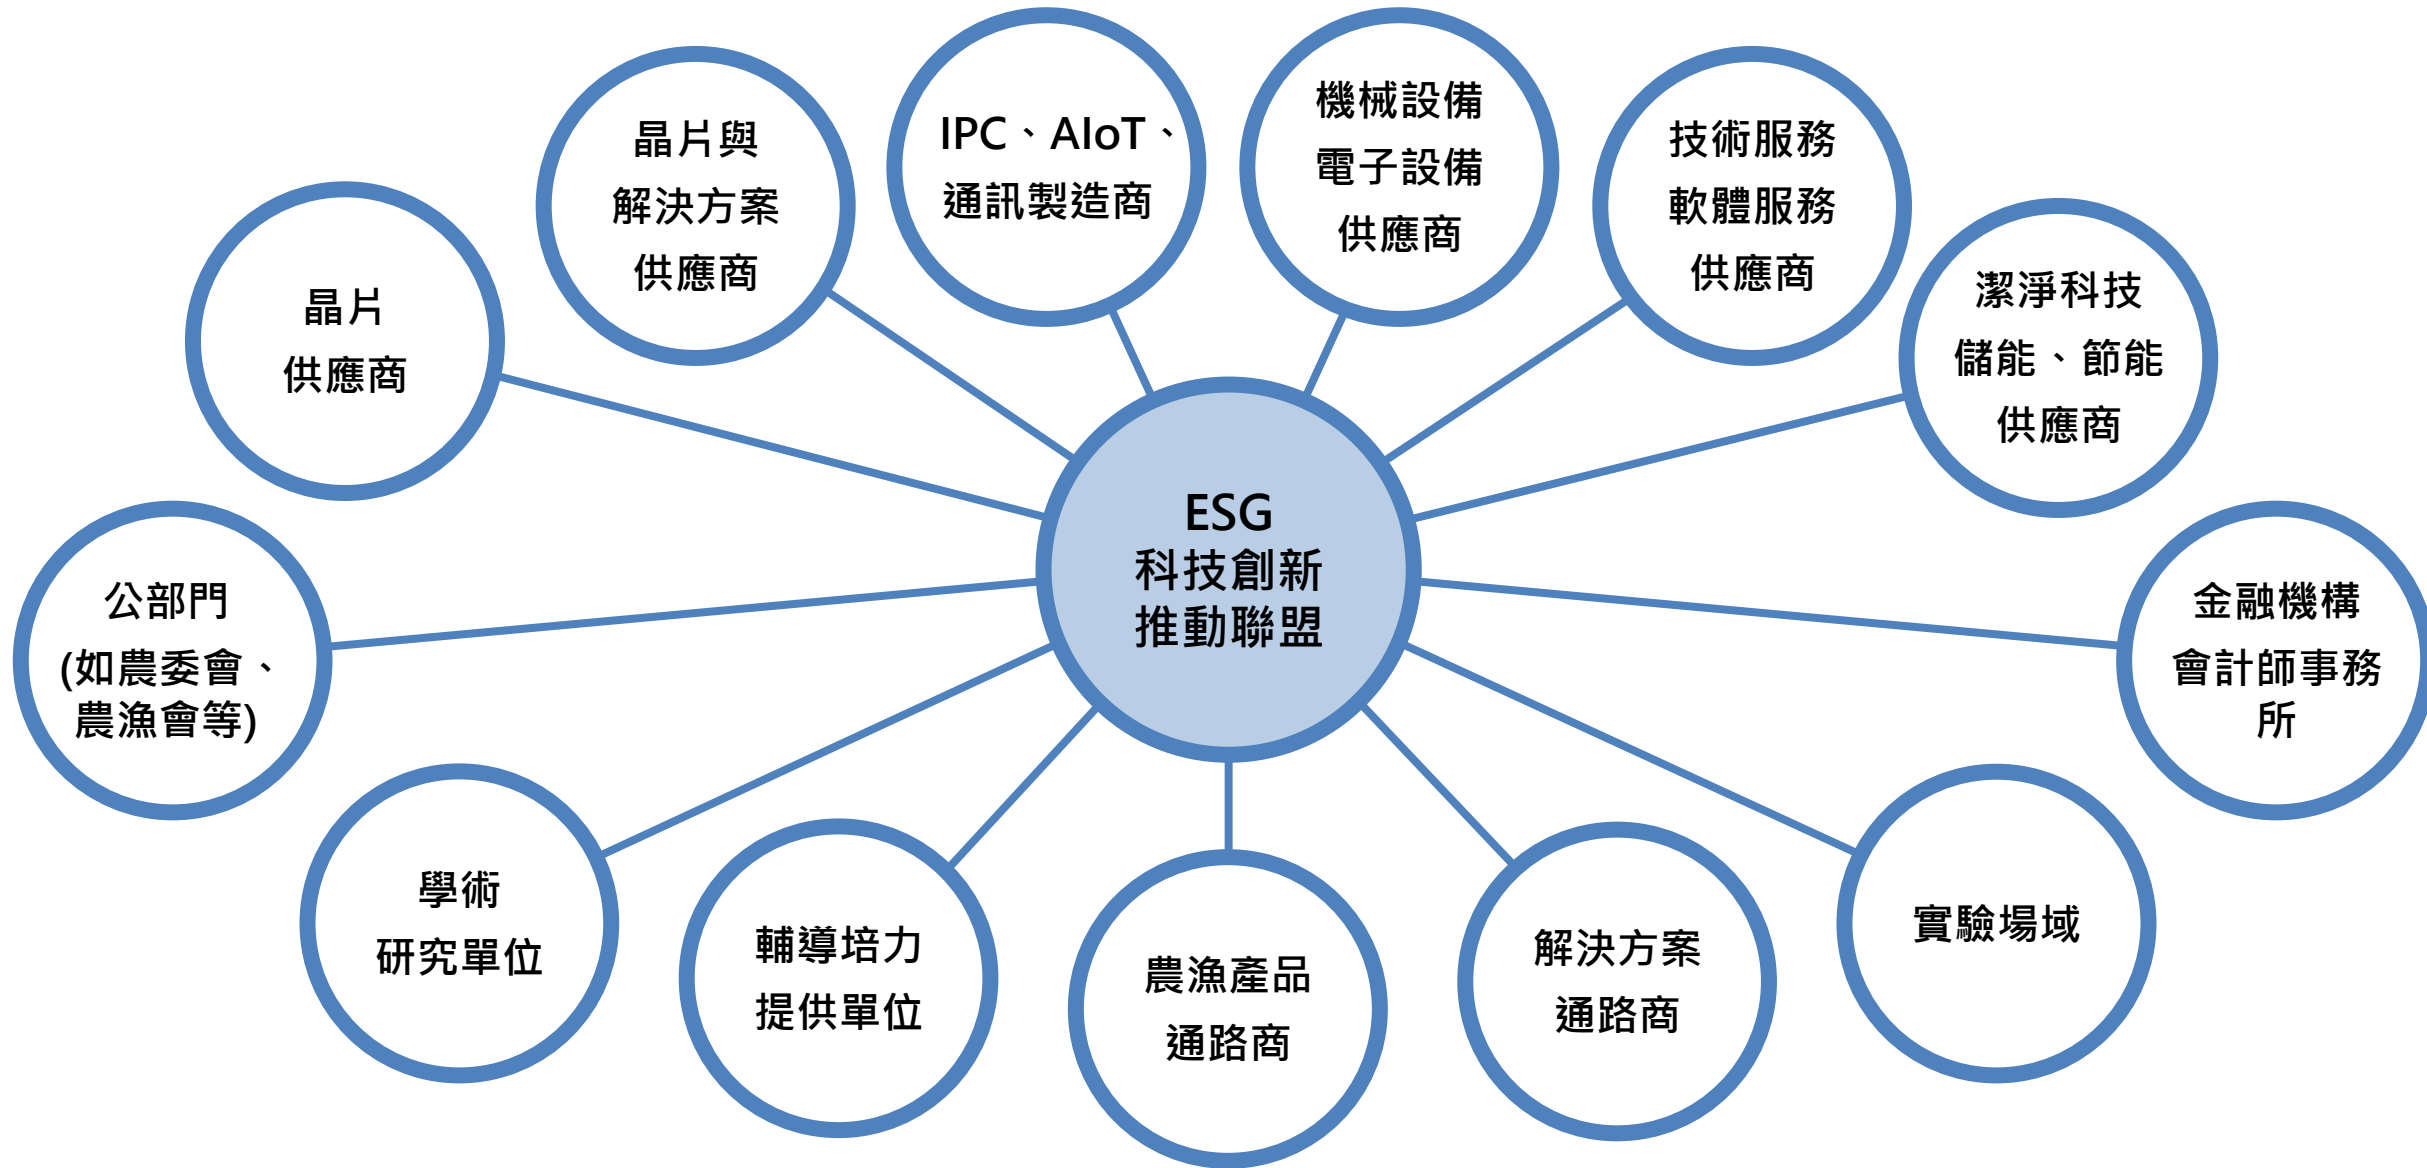 晶片
供應商
晶片與
解決方案
供應商
IPC、AIoT、
通訊製造商
機械設備
電子設備
供應商
技術服務
軟體服務
供應商
潔淨科技
儲能、節能
供應商
ESG
科技創新
推動聯盟
公部門
(如農委會、
農漁會等)
金融機構
會計師事務
所
學術
研究單位
輔導培力
提供單位
農漁產品
通路商
解決方案
通路商
實驗場域